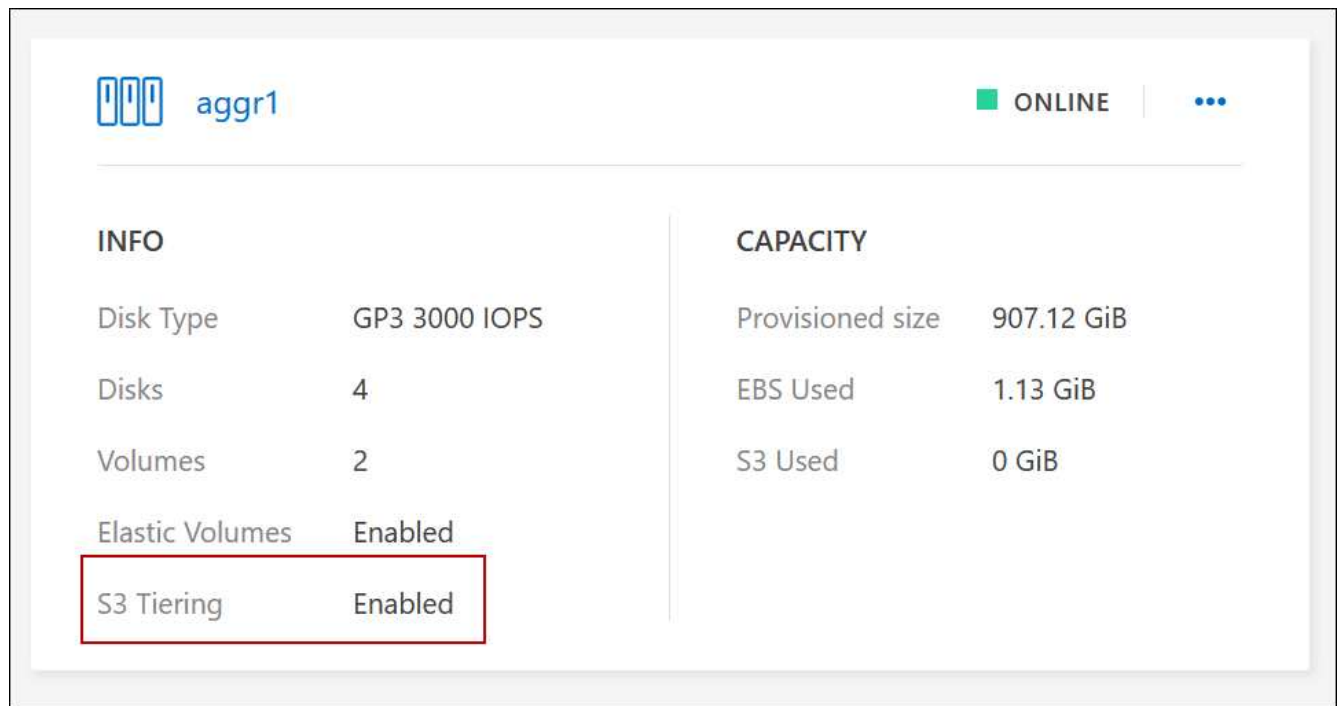 aggr1
ONLINE
INFO
Disk Type GP3 3000 IOPS
Disks 4
Volumes 2
Elastic Volumes Enabled
S3 Tiering Enabled
CAPACITY
Provisioned size 907.12 GiB
EBS Used 1.13 GiB
S3 Used 0 GiB